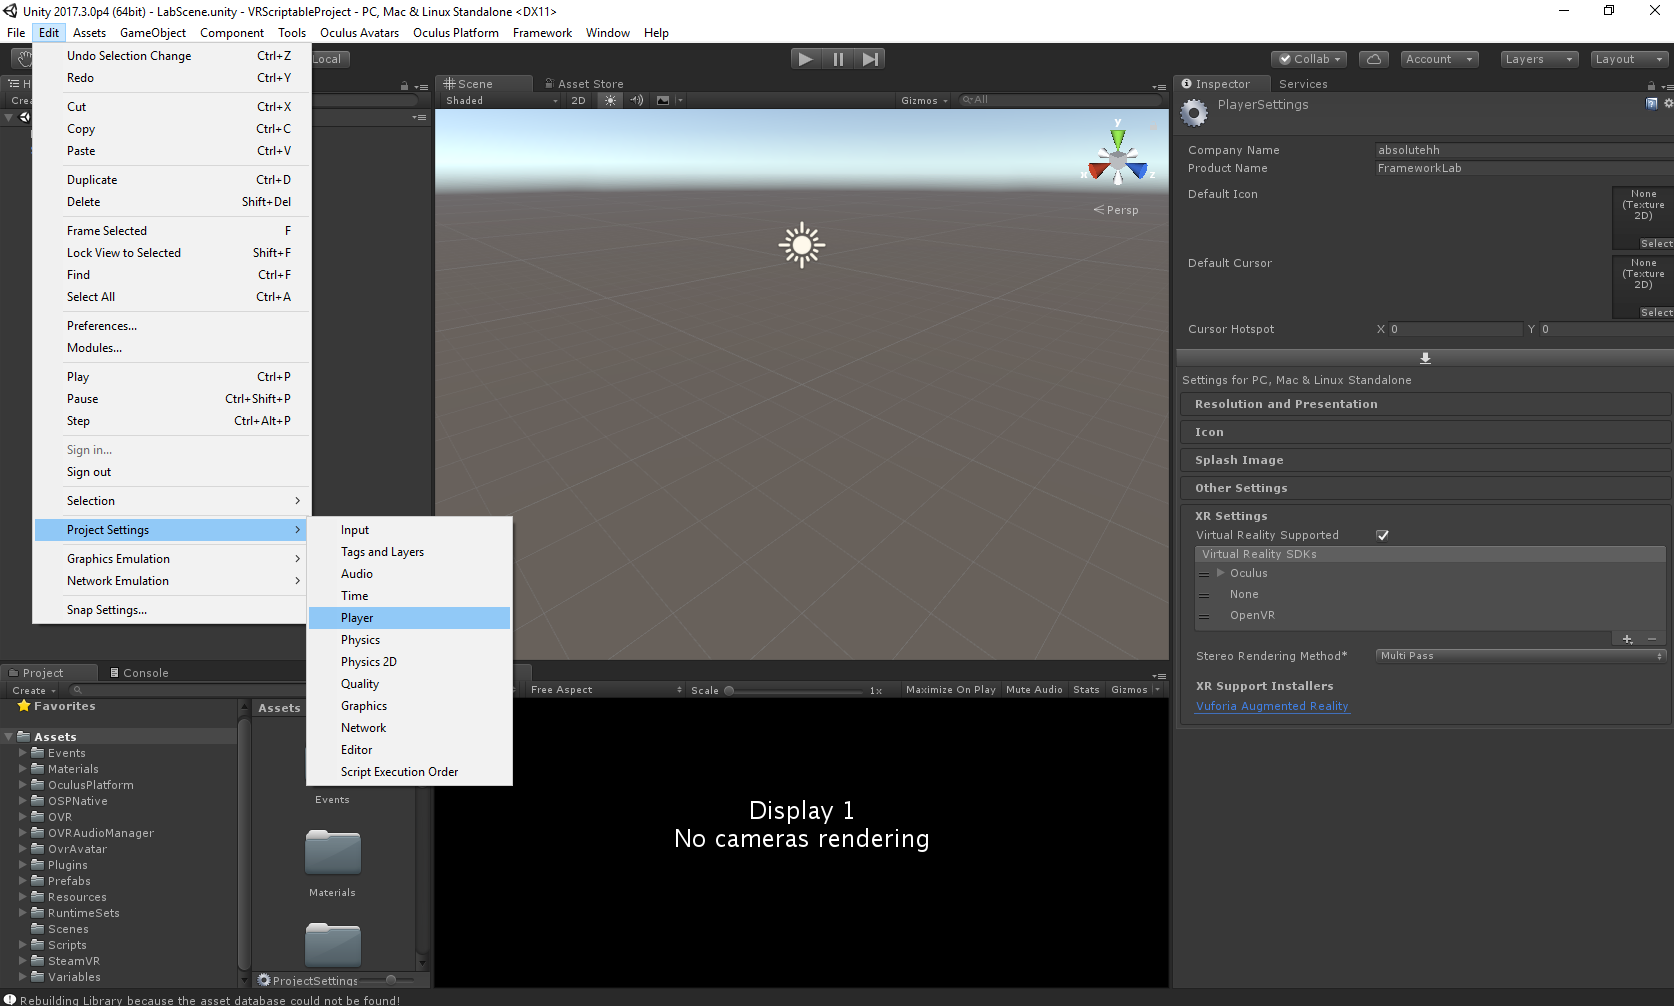 Unity 2017.3.0p4 (64bit) - LabScene.unity - VRScriptableProject - PC, Mac & Linux Standalone <DX11>
File Edit Assets GameObject Component Tools Oculus Avatars Oculus Platform Framework Window Help
Undo Selection Change Ctrl+Z
Redo Ctrl+Y
Cut Ctrl+X
Copy Ctrl+C
Paste Ctrl+V
Duplicate Ctrl+D
Delete Shift+Del
Frame Selected F
Lock View to Selected Shift+F
Find Ctrl+F
Select All Ctrl+A
Preferences...
Modules...
Play Ctrl+P
Pause Ctrl+Shift+P
Step Ctrl+Alt+P
Sign in...
Sign out
Selection
Project Settings
Graphics Emulation
Network Emulation
Snap Settings...
Input
Tags and Layers
Audio
Time
Player
Physics
Physics 2D
Quality
Graphics
Network
Editor
Script Execution Order
Local
Collab Account Layers Layout
H
Crea
Scene Asset Store
Shaded 2D Gizmos All
y
x z
Persp
Inspector Services
PlayerSettings
Company Name absolutehh
Product Name FrameworkLab
Default Icon
None
(Texture
2D)
Select
Default Cursor
None
(Texture
2D)
Select
Cursor Hotspot X 0 Y 0
Settings for PC, Mac & Linux Standalone
Resolution and Presentation
Icon
Splash Image
Other Settings
XR Settings
Virtual Reality Supported
Virtual Reality SDKs
Oculus
None
OpenVR
Stereo Rendering Method* Multi Pass
XR Support Installers
Vuforia Augmented Reality
Project Console
Create
Favorites
Assets
Events
Materials
OculusPlatform
OSPNative
OVR
OVRAudioManager
OvrAvatar
Plugins
Prefabs
Resources
RuntimeSets
Scenes
Scripts
SteamVR
Variables
Assets
Events
Materials
ProjectSettings
Free Aspect Scale 1x Maximize On Play Mute Audio Stats Gizmos
Display 1
No cameras rendering
Rebuilding Library because the asset database could not be found!